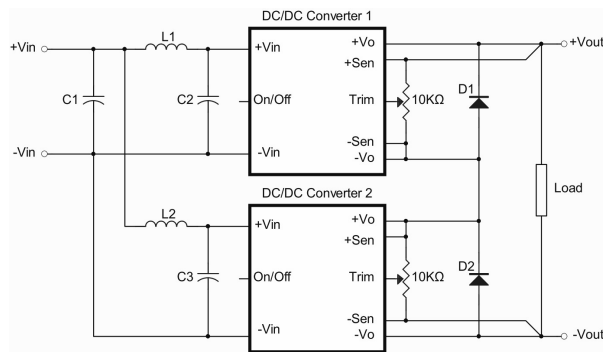 DC/DC Converter 1
+Vin
L1
+Vin
+Vo
+Vout
+Sen
C1
C2
On/Off
Trim
10KΩ
D1
-Vin
-Vin
-Sen
-Vo
Load
DC/DC Converter 2
L2
+Vin
+Vo
+Sen
C3
On/Off
Trim
10KΩ
D2
-Vin
-Sen
-Vo
-Vout